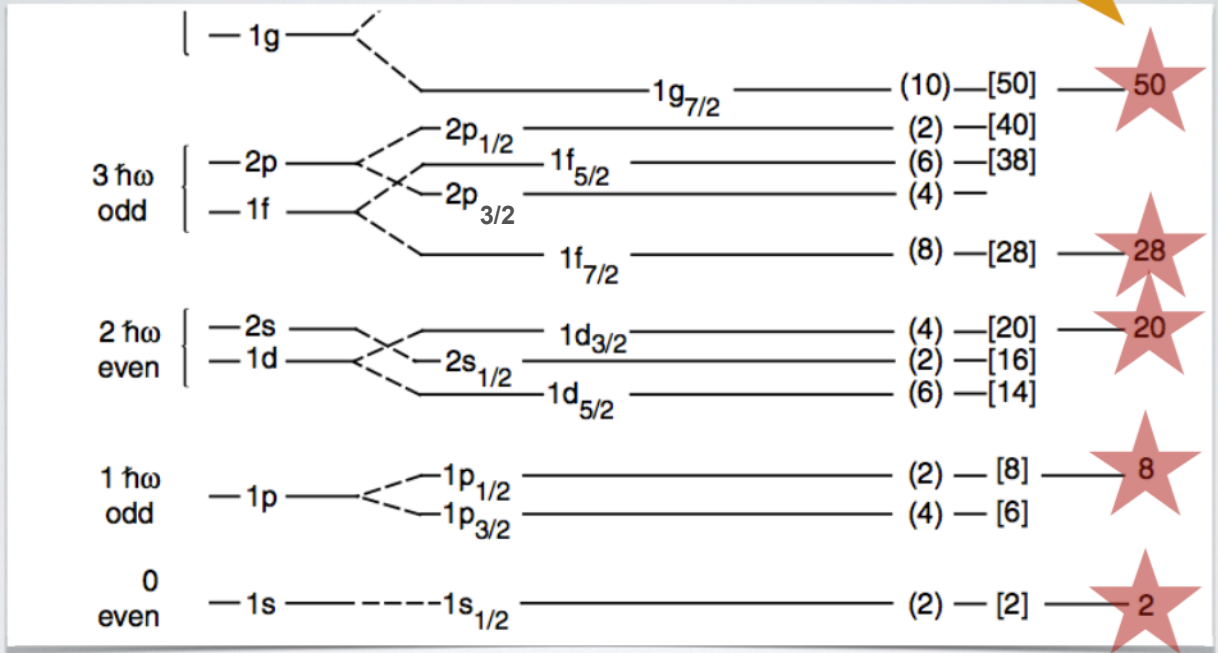 1g
1g7/2 (10) [50] 50
2p1/2 (2) [40]
3 ħω 2p 1f5/2 (6) [38]
odd 1f 2p 3/2 (4)
1f7/2 (8) [28] 28
2 ħω 2s 1d3/2 (4) [20] 20
even 1d 2s1/2 (2) [16]
1d5/2 (6) [14]
1 ħω 1p1/2 (2) [8] 8
odd 1p 1p3/2 (4) [6]
0
even 1s 1s1/2 (2) [2] 2